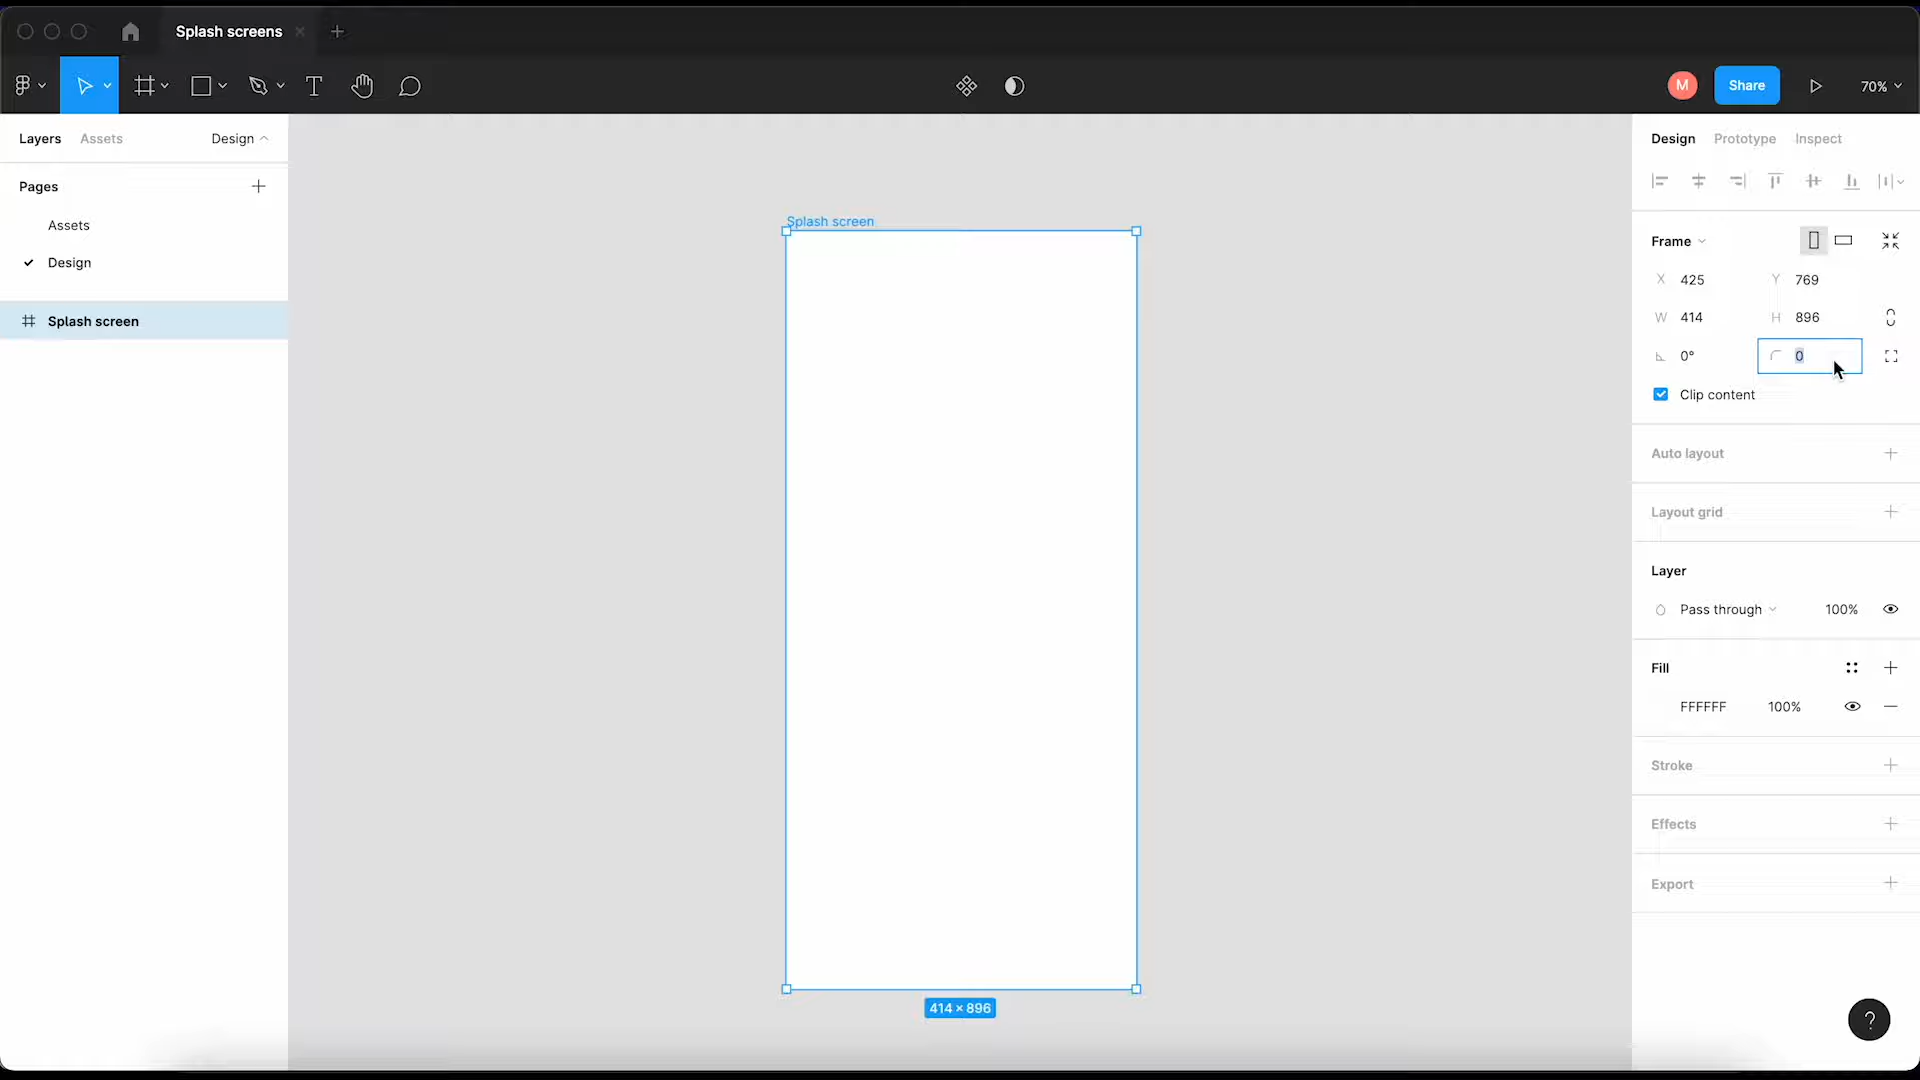 Splash screens
M
Share
70%
Layers
Assets
Design
Pages
Assets
Design
Splash screen
Splash screen
414 × 896
Design
Prototype
Inspect
Frame
X 425
Y 769
W 414
H 896
0°
0
Clip content
Auto layout
Layout grid
Layer
Pass through
100%
Fill
FFFFFF
100%
Stroke
Effects
Export
?